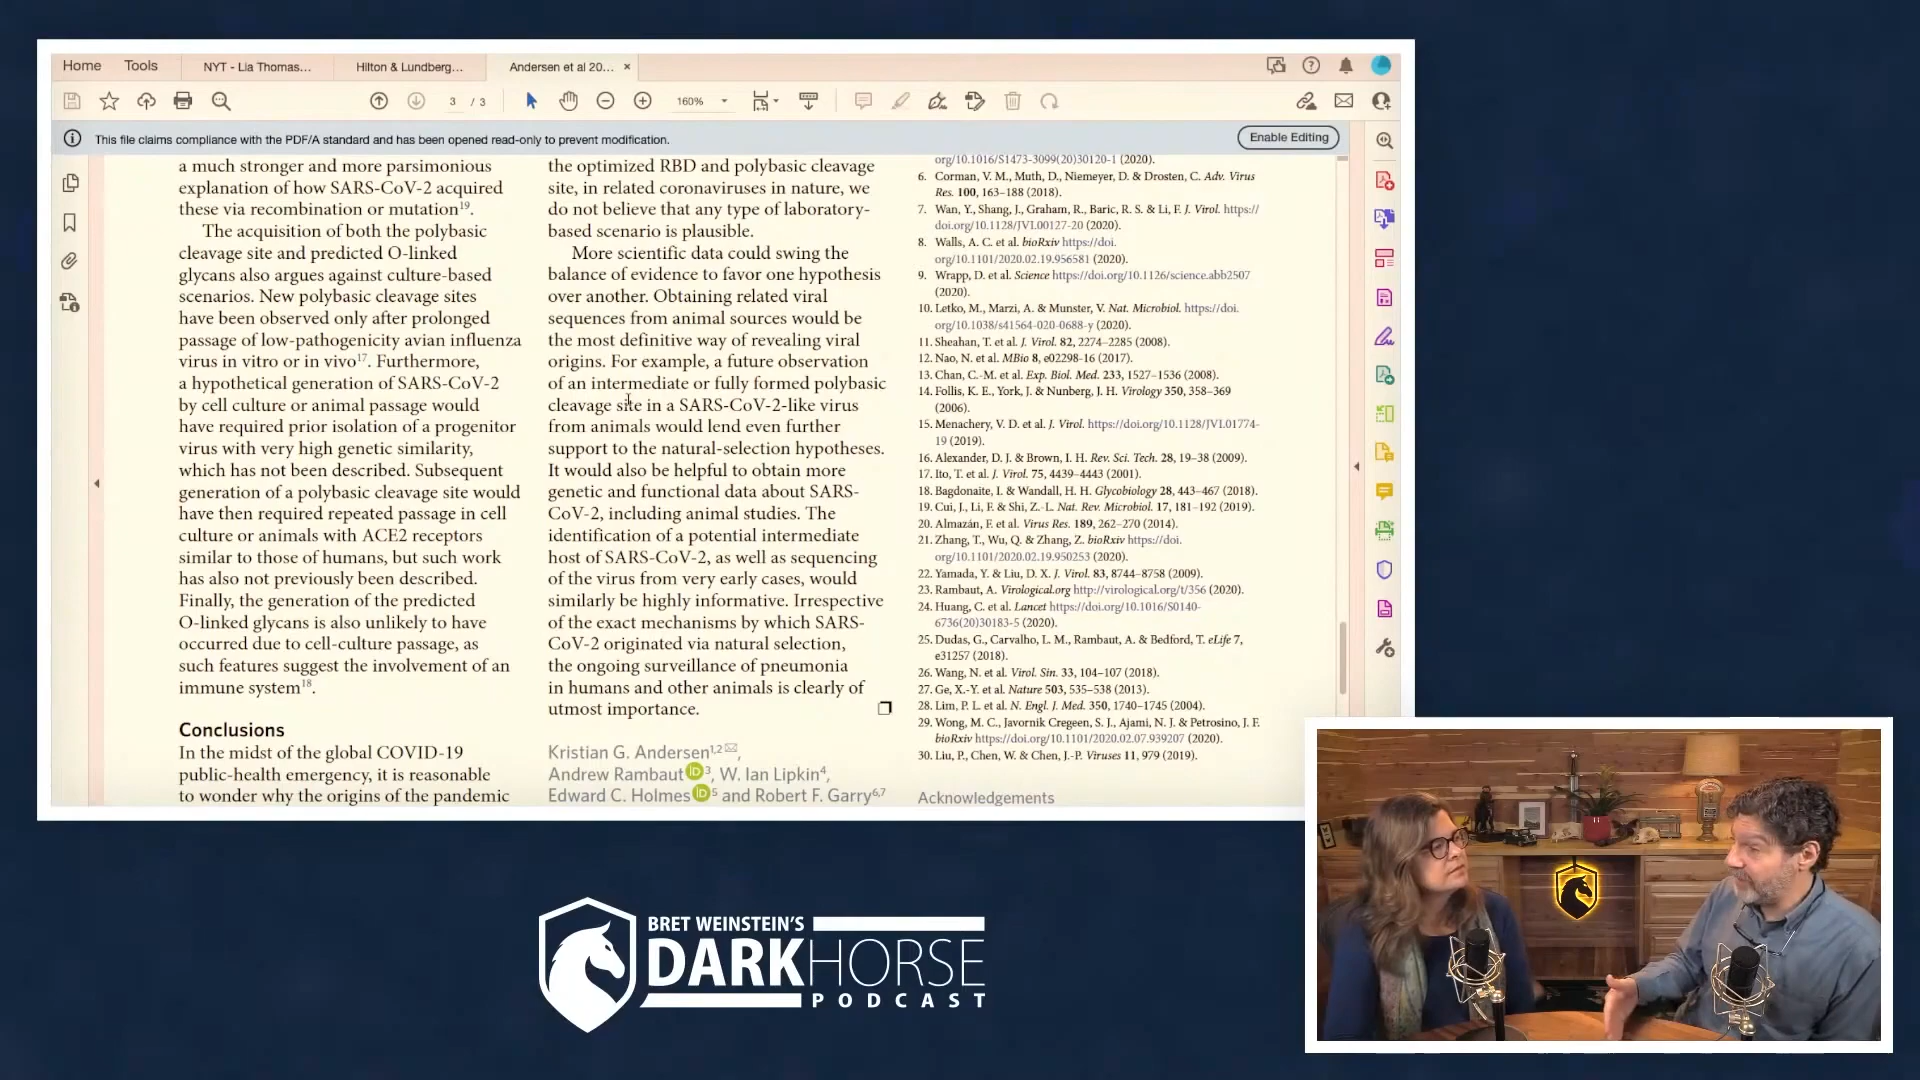 Home
Tools
NYT - Lia Thomas...
Hilton & Lundberg...
Andersen et al 20...
×
3 / 3
160%
This file claims compliance with the PDF/A standard and has been opened read-only to prevent modification.
Enable Editing
a much stronger and more parsimonious
explanation of how SARS-CoV-2 acquired
these via recombination or mutation19.
The acquisition of both the polybasic
cleavage site and predicted O-linked
glycans also argues against culture-based
scenarios. New polybasic cleavage sites
have been observed only after prolonged
passage of low-pathogenicity avian influenza
virus in vitro or in vivo17. Furthermore,
a hypothetical generation of SARS-CoV-2
by cell culture or animal passage would
have required prior isolation of a progenitor
virus with very high genetic similarity,
which has not been described. Subsequent
generation of a polybasic cleavage site would
have then required repeated passage in cell
culture or animals with ACE2 receptors
similar to those of humans, but such work
has also not previously been described.
Finally, the generation of the predicted
O-linked glycans is also unlikely to have
occurred due to cell-culture passage, as
such features suggest the involvement of an
immune system18.
Conclusions
In the midst of the global COVID-19
public-health emergency, it is reasonable
to wonder why the origins of the pandemic
the optimized RBD and polybasic cleavage
site, in related coronaviruses in nature, we
do not believe that any type of laboratory-
based scenario is plausible.
More scientific data could swing the
balance of evidence to favor one hypothesis
over another. Obtaining related viral
sequences from animal sources would be
the most definitive way of revealing viral
origins. For example, a future observation
of an intermediate or fully formed polybasic
cleavage site in a SARS-CoV-2-like virus
from animals would lend even further
support to the natural-selection hypotheses.
It would also be helpful to obtain more
genetic and functional data about SARS-
CoV-2, including animal studies. The
identification of a potential intermediate
host of SARS-CoV-2, as well as sequencing
of the virus from very early cases, would
similarly be highly informative. Irrespective
of the exact mechanisms by which SARS-
CoV-2 originated via natural selection,
the ongoing surveillance of pneumonia
in humans and other animals is clearly of
utmost importance.
Kristian G. Andersen1,2,
Andrew Rambaut iD 3, W. Ian Lipkin4,
Edward C. Holmes iD 5 and Robert F. Garry6,7
org/10.1016/S1473-3099(20)30120-1 (2020).
6. Corman, V. M., Muth, D., Niemeyer, D. & Drosten, C. Adv. Virus
Res. 100, 163–188 (2018).
7. Wan, Y., Shang, J., Graham, R., Baric, R. S. & Li, F. J. Virol. https://
doi.org/10.1128/JVI.00127-20 (2020).
8. Walls, A. C. et al. bioRxiv https://doi.
org/10.1101/2020.02.19.956581 (2020).
9. Wrapp, D. et al. Science https://doi.org/10.1126/science.abb2507
(2020).
10. Letko, M., Marzi, A. & Munster, V. Nat. Microbiol. https://doi.
org/10.1038/s41564-020-0688-y (2020).
11. Sheahan, T. et al. J. Virol. 82, 2274–2285 (2008).
12. Nao, N. et al. MBio 8, e02298-16 (2017).
13. Chan, C.-M. et al. Exp. Biol. Med. 233, 1527–1536 (2008).
14. Follis, K. E., York, J. & Nunberg, J. H. Virology 350, 358–369
(2006).
15. Menachery, V. D. et al. J. Virol. https://doi.org/10.1128/JVI.01774-
19 (2019).
16. Alexander, D. J. & Brown, I. H. Rev. Sci. Tech. 28, 19–38 (2009).
17. Ito, T. et al. J. Virol. 75, 4439–4443 (2001).
18. Bagdonaite, I. & Wandall, H. H. Glycobiology 28, 443–467 (2018).
19. Cui, J., Li, F. & Shi, Z.-L. Nat. Rev. Microbiol. 17, 181–192 (2019).
20. Almazán, F. et al. Virus Res. 189, 262–270 (2014).
21. Zhang, T., Wu, Q. & Zhang, Z. bioRxiv https://doi.
org/10.1101/2020.02.19.950253 (2020).
22. Yamada, Y. & Liu, D. X. J. Virol. 83, 8744–8758 (2009).
23. Rambaut, A. Virological.org http://virological.org/t/356 (2020).
24. Huang, C. et al. Lancet https://doi.org/10.1016/S0140-
6736(20)30183-5 (2020).
25. Dudas, G., Carvalho, L. M., Rambaut, A. & Bedford, T. eLife 7,
e31257 (2018).
26. Wang, N. et al. Virol. Sin. 33, 104–107 (2018).
27. Ge, X.-Y. et al. Nature 503, 535–538 (2013).
28. Lim, P. L. et al. N. Engl. J. Med. 350, 1740–1745 (2004).
29. Wong, M. C., Javornik Cregeen, S. J., Ajami, N. J. & Petrosino, J. F.
bioRxiv https://doi.org/10.1101/2020.02.07.939207 (2020).
30. Liu, P., Chen, W. & Chen, J.-P. Viruses 11, 979 (2019).
Acknowledgements
BRET WEINSTEIN'S
DARKHORSE
PODCAST